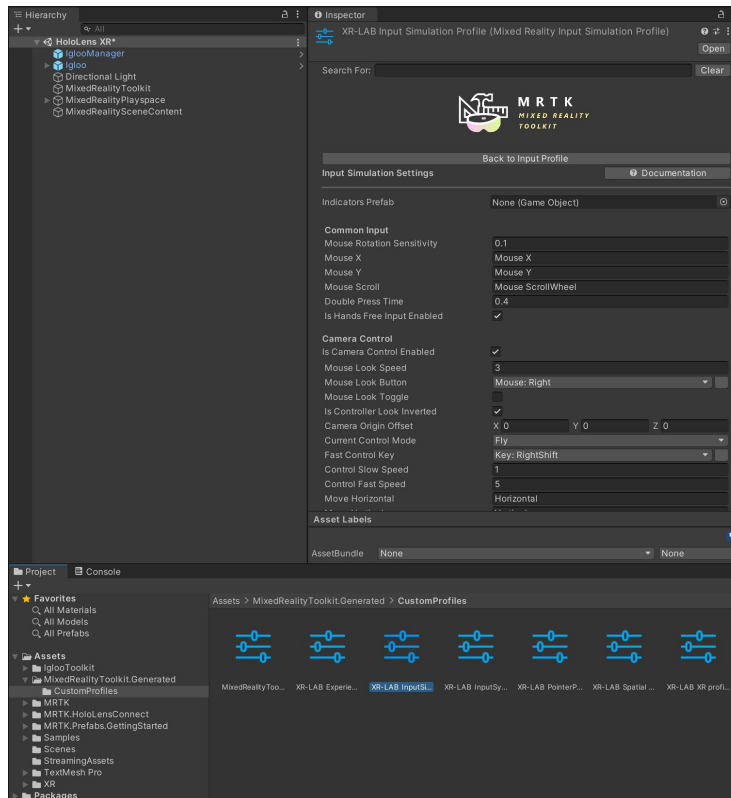 Hierarchy
All
HoloLens XR*
IglooManager
Igloo
Directional Light
MixedRealityToolkit
MixedRealityPlayspace
MixedRealitySceneContent
Inspector
XR-LAB Input Simulation Profile (Mixed Reality Input Simulation Profile)
Open
Search For:
Clear
MRTK
MIXED REALITY
TOOLKIT
Back to Input Profile
Input Simulation Settings
Documentation
Indicators Prefab None (Game Object)
Common Input
Mouse Rotation Sensitivity 0.1
Mouse X Mouse X
Mouse Y Mouse Y
Mouse Scroll Mouse ScrollWheel
Double Press Time 0.4
Is Hands Free Input Enabled
Camera Control
Is Camera Control Enabled
Mouse Look Speed 3
Mouse Look Button Mouse: Right
Mouse Look Toggle
Is Controller Look Inverted
Camera Origin Offset X 0 Y 0 Z 0
Current Control Mode Fly
Fast Control Key Key: RightShift
Control Slow Speed 1
Control Fast Speed 5
Move Horizontal Horizontal
Asset Labels
AssetBundle None None
Project Console
Favorites
All Materials
All Models
All Prefabs
Assets
IglooToolkit
MixedRealityToolkit.Generated
CustomProfiles
MRTK
MRTK.HoloLensConnect
MRTK.Prefabs.GettingStarted
Samples
Scenes
StreamingAssets
TextMesh Pro
XR
Packages
Assets > MixedRealityToolkit.Generated > CustomProfiles
MixedRealityToo... XR-LAB Experie... XR-LAB InputSi... XR-LAB InputSy... XR-LAB PointerP... XR-LAB Spatial ... XR-LAB XR profi...